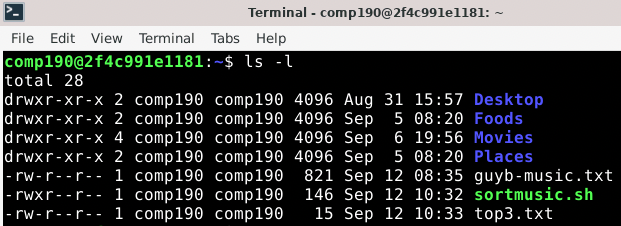 Terminal - comp190@2f4c991e1181: ~
File Edit View Terminal Tabs Help
comp190@2f4c991e1181:~$ ls -l
total 28
drwxr-xr-x 2 comp190 comp190 4096 Aug 31 15:57 Desktop
drwxr-xr-x 2 comp190 comp190 4096 Sep  5 08:20 Foods
drwxr-xr-x 4 comp190 comp190 4096 Sep  6 19:56 Movies
drwxr-xr-x 2 comp190 comp190 4096 Sep  5 08:20 Places
-rw-r--r-- 1 comp190 comp190  821 Sep 12 08:35 guyb-music.txt
-rwxr--r-- 1 comp190 comp190  146 Sep 12 10:32 sortmusic.sh
-rw-r--r-- 1 comp190 comp190   15 Sep 12 10:33 top3.txt